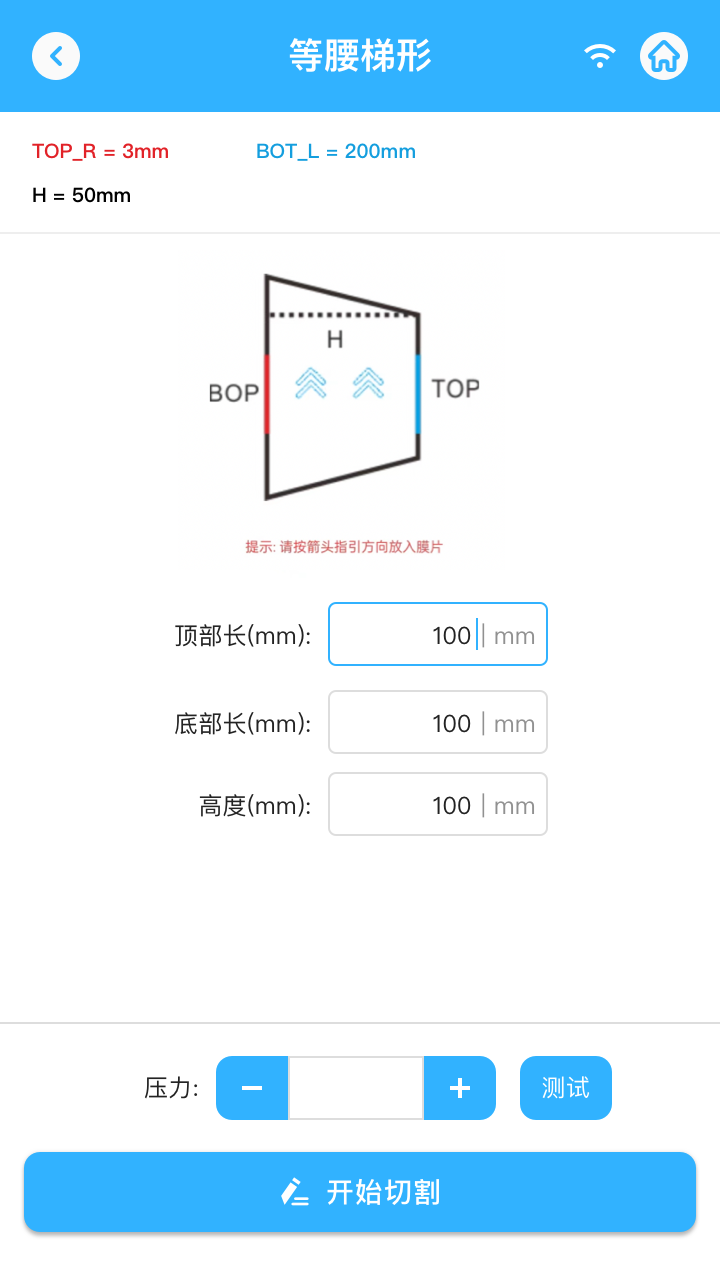 等腰梯形
TOP_R = 3mm BOT_L = 200mm
H = 50mm
H
BOP TOP
提示: 请按箭头指引方向放入膜片
顶部长(mm): 100 | mm
底部长(mm): 100 | mm
高度(mm): 100 | mm
压力: − + 测试
开始切割